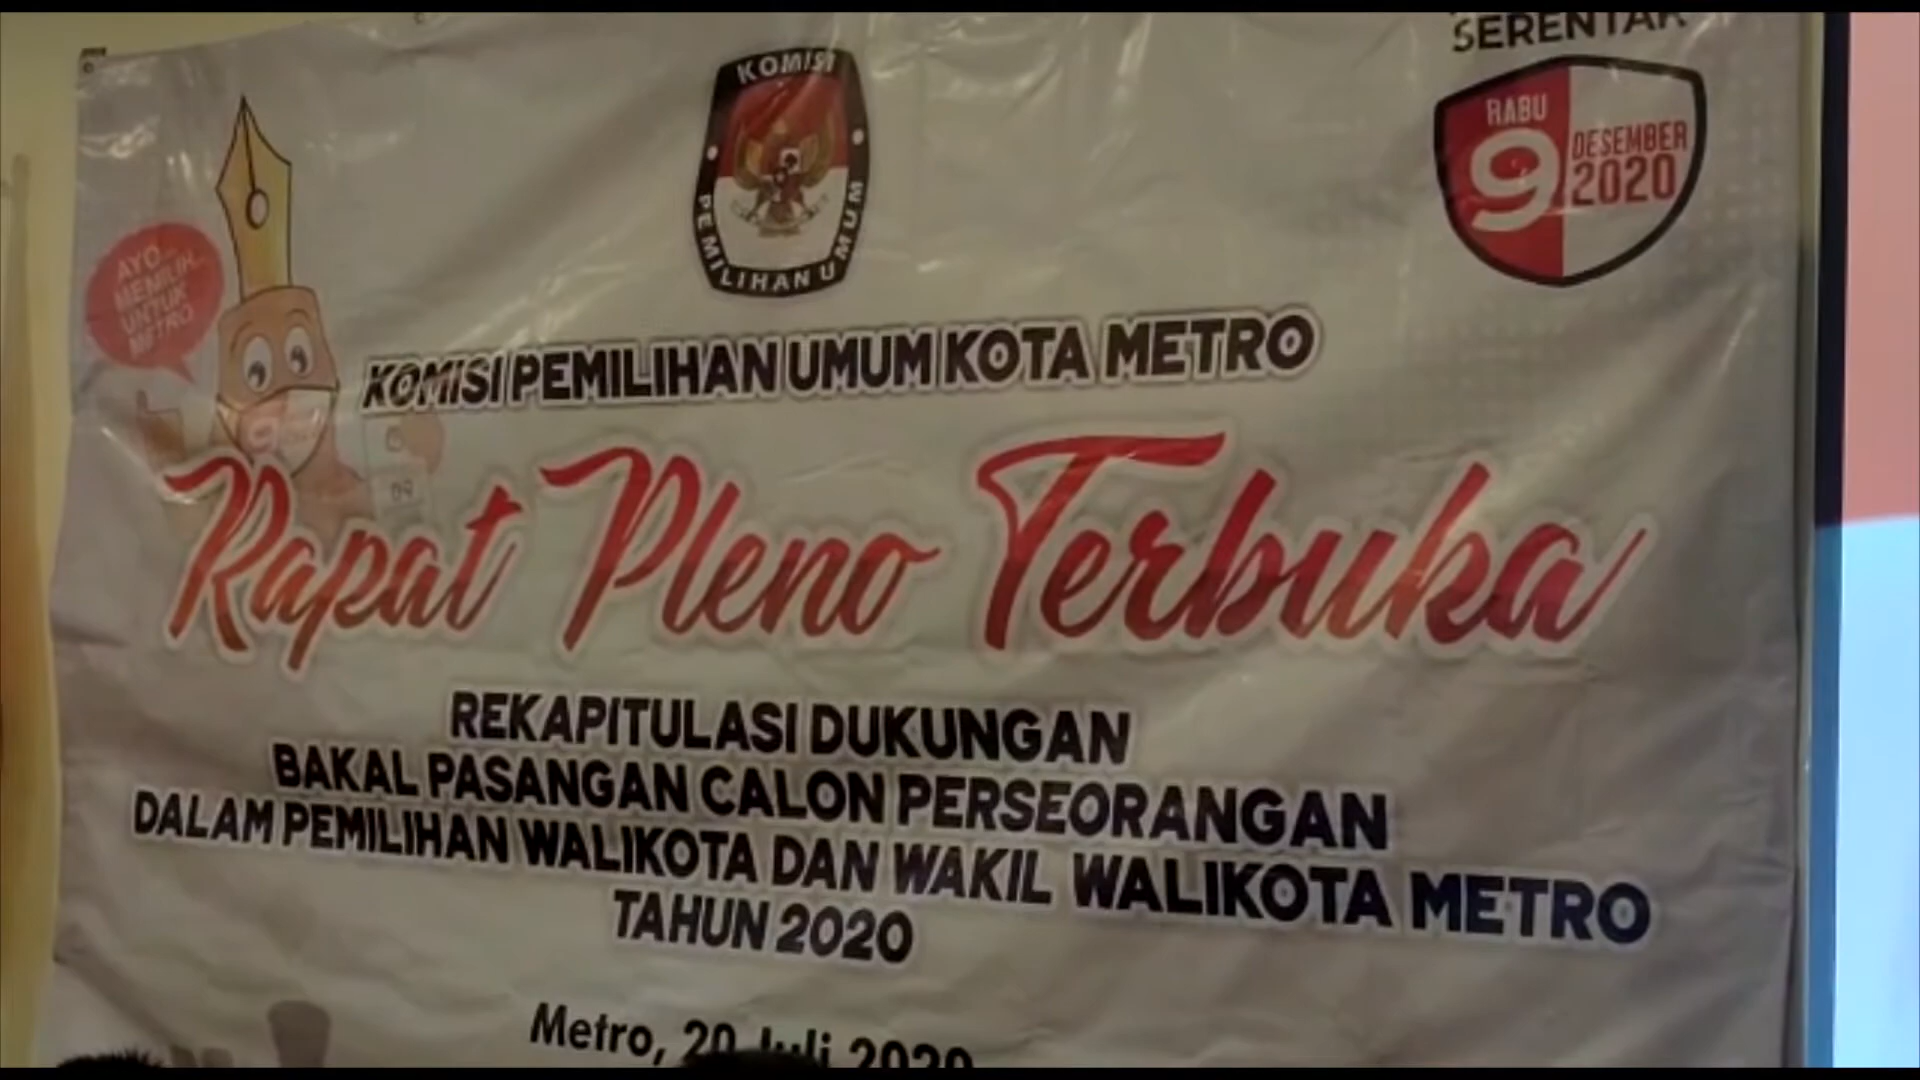 SERENTAK
KOMISI
PEMILIHAN UMUM
RABU
9 DESEMBER
2020
AYO
MEMILIH..
UNTUK
METRO
KOMISI PEMILIHAN UMUM KOTA METRO
Rapat Pleno Terbuka
REKAPITULASI DUKUNGAN
BAKAL PASANGAN CALON PERSEORANGAN
DALAM PEMILIHAN WALIKOTA DAN WAKIL WALIKOTA METRO
TAHUN 2020
Metro, 20 Juli 2020